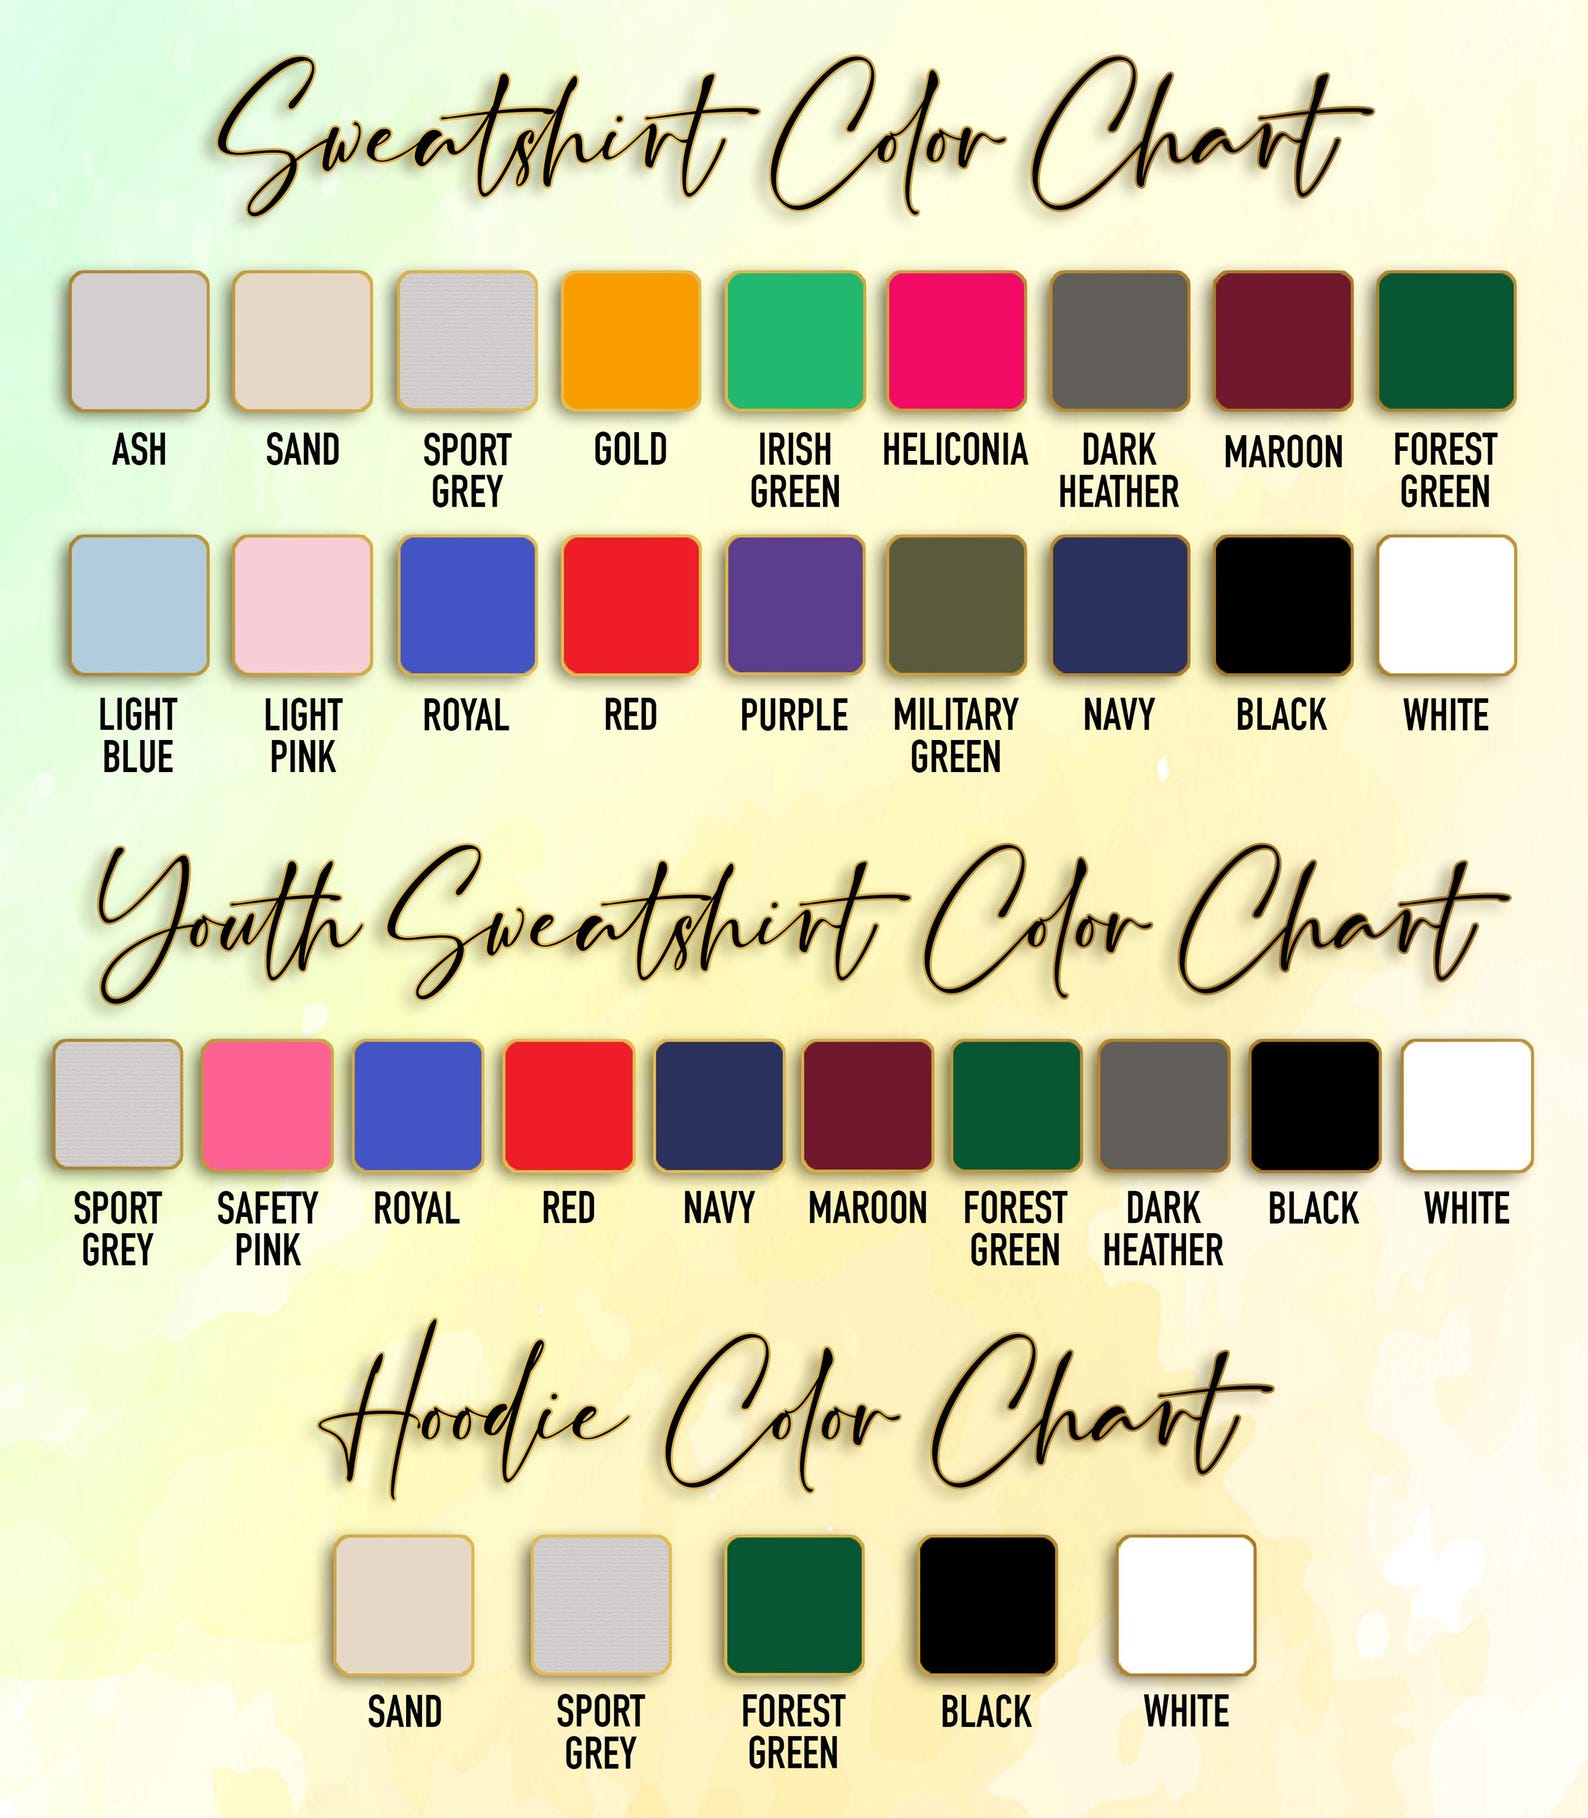 Sweatshirt Color Chart
ASH SAND SPORT GOLD IRISH HELICONIA DARK MAROON FOREST
GREY GREEN HEATHER GREEN
LIGHT LIGHT ROYAL RED PURPLE MILITARY NAVY BLACK WHITE
BLUE PINK GREEN
Youth Sweatshirt Color Chart
SPORT SAFETY ROYAL RED NAVY MAROON FOREST DARK BLACK WHITE
GREY PINK GREEN HEATHER
Hoodie Color Chart
SAND SPORT FOREST BLACK WHITE
GREY GREEN